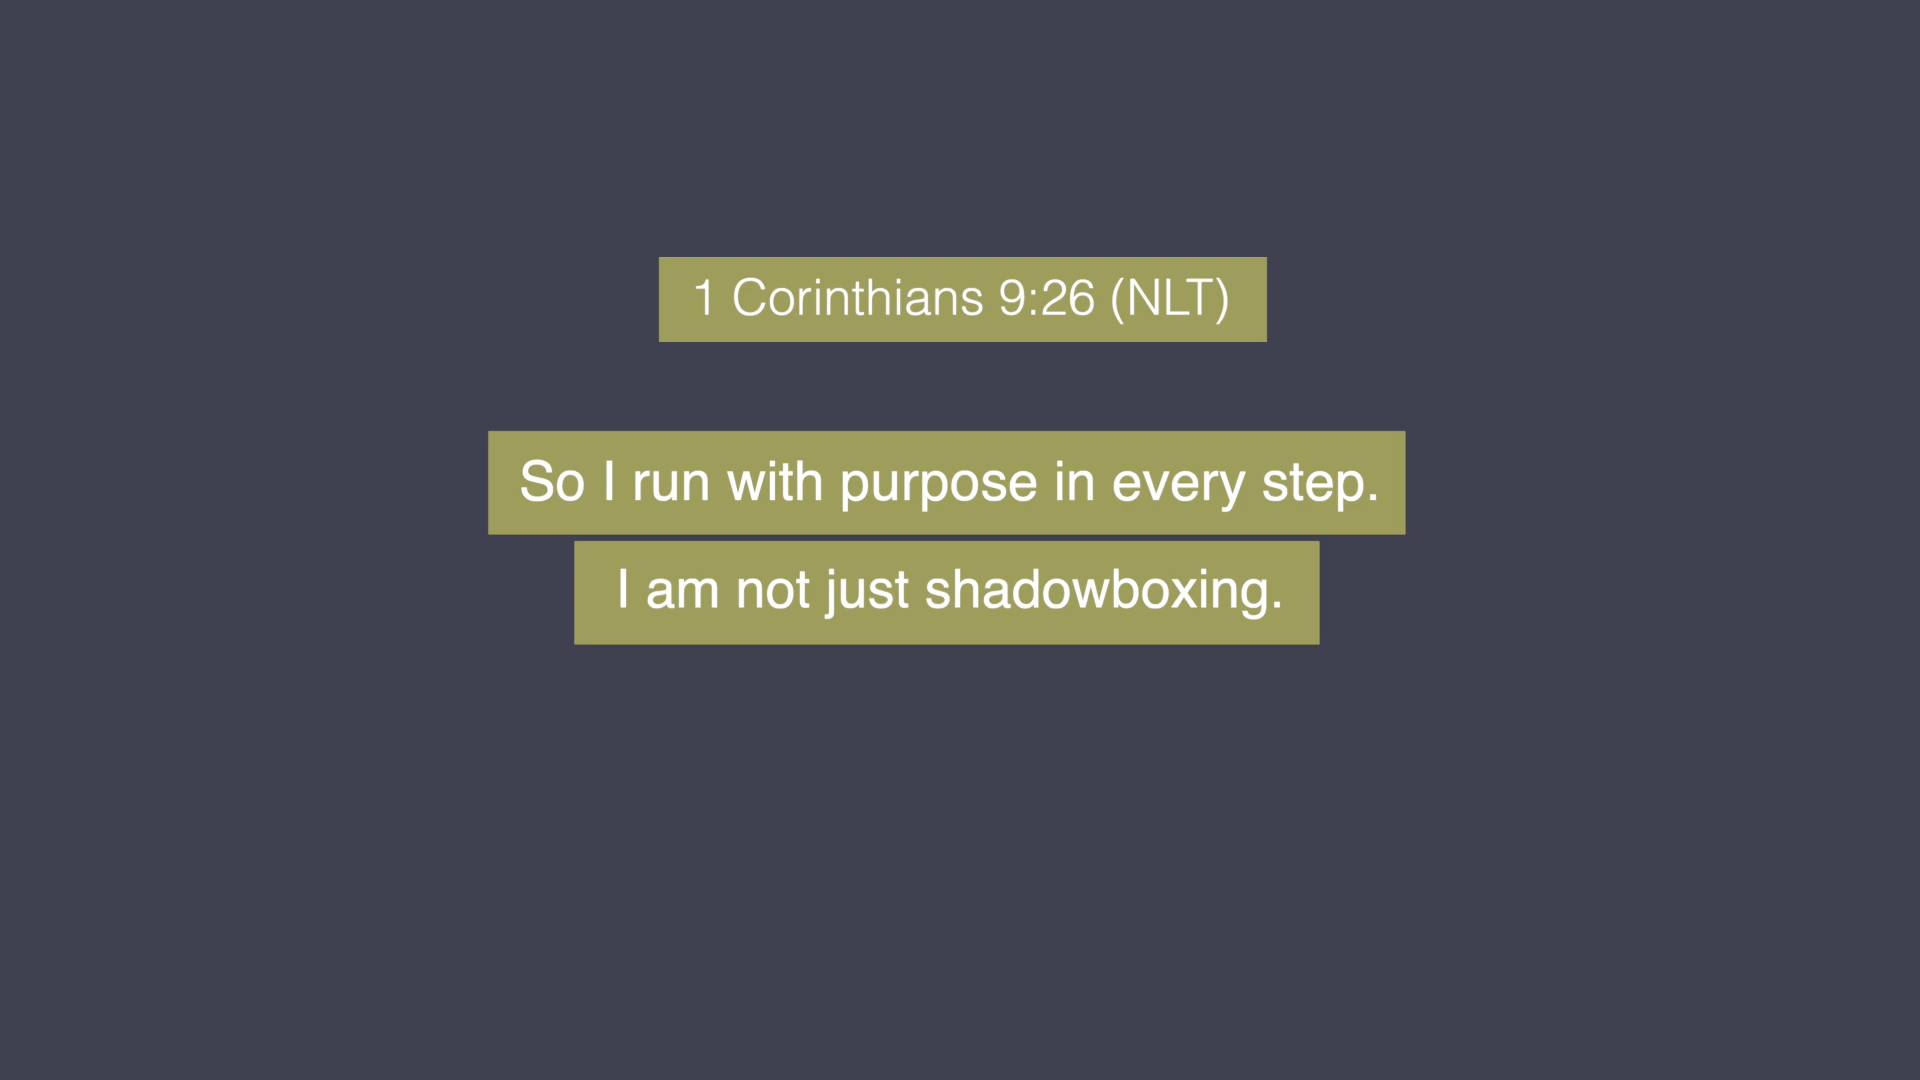 1 Corinthians 9:26 (NLT)
So I run with purpose in every step.
I am not just shadowboxing.